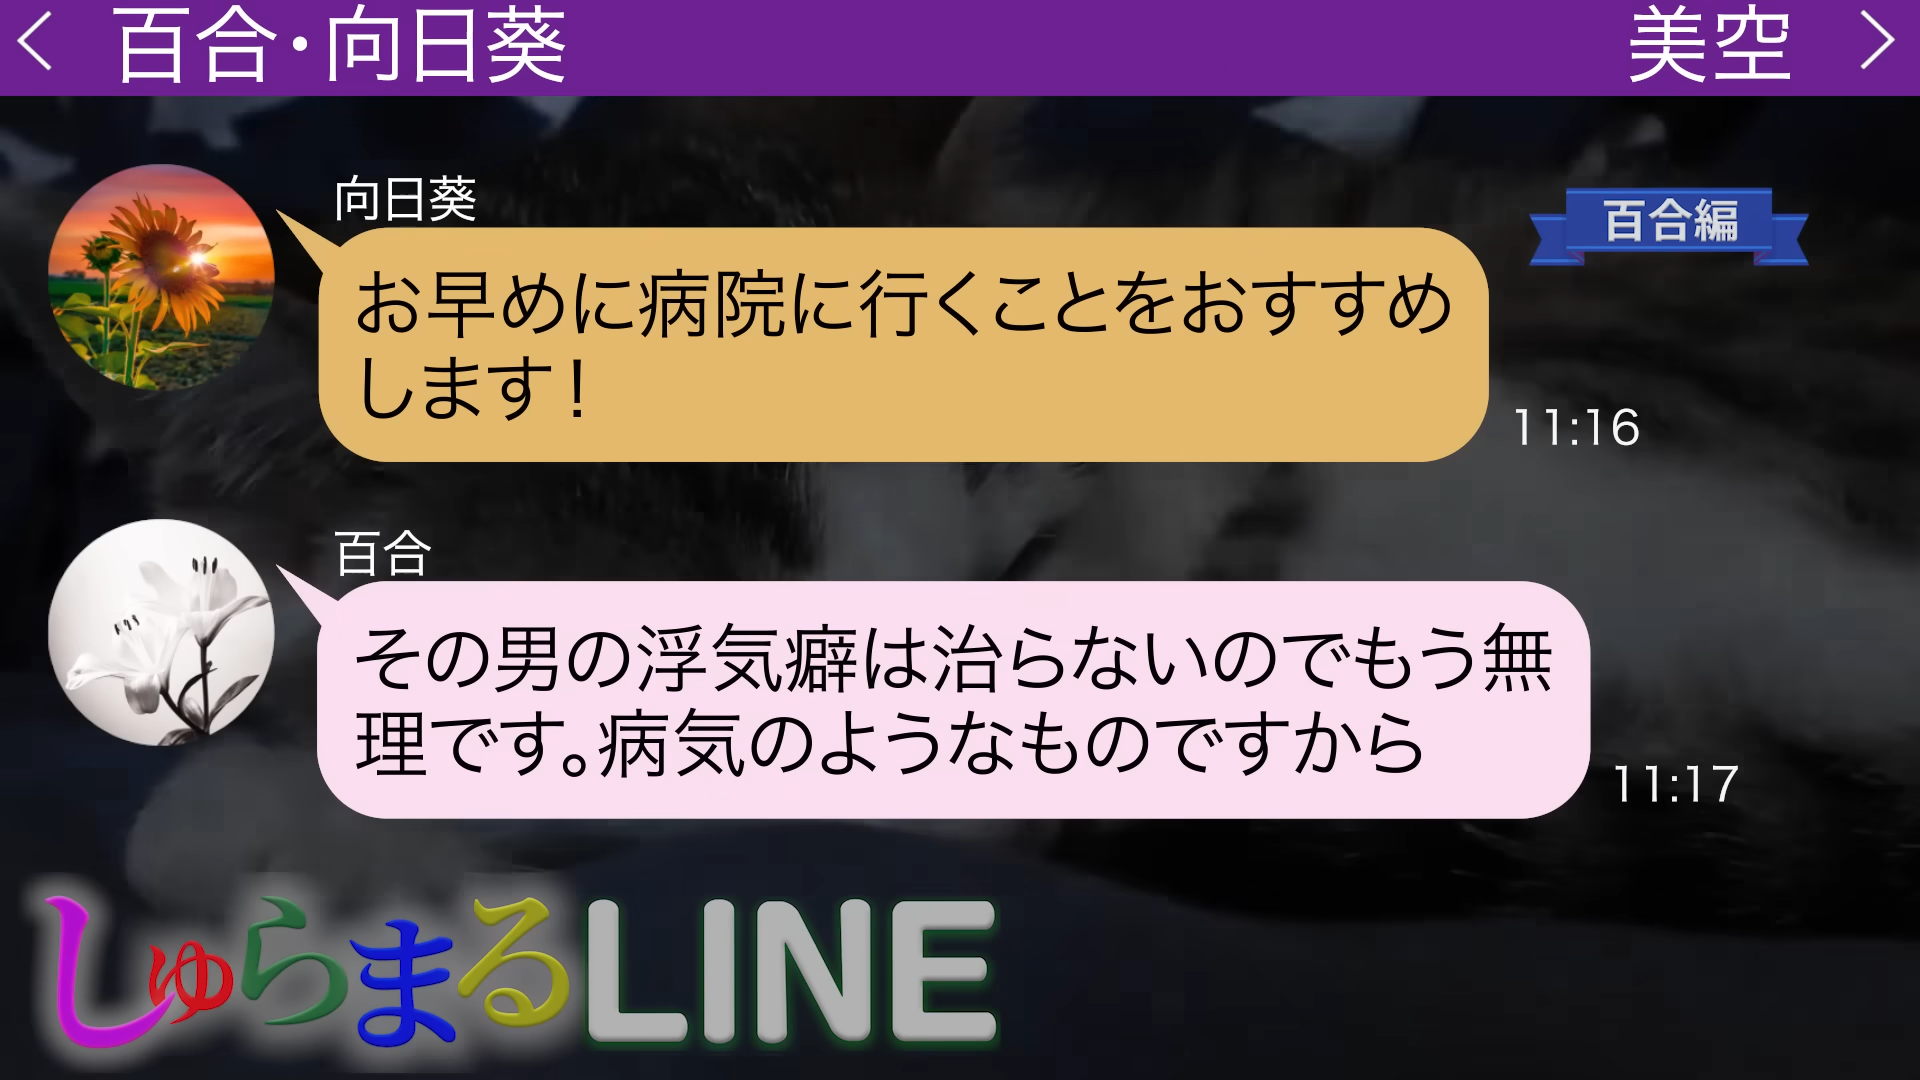 百合・向日葵
美空
向日葵
百合編
お早めに病院に行くことをおすすめ
します！
11:16
百合
その男の浮気癖は治らないのでもう無
理です。病気のようなものですから
11:17
しゅらまるLINE